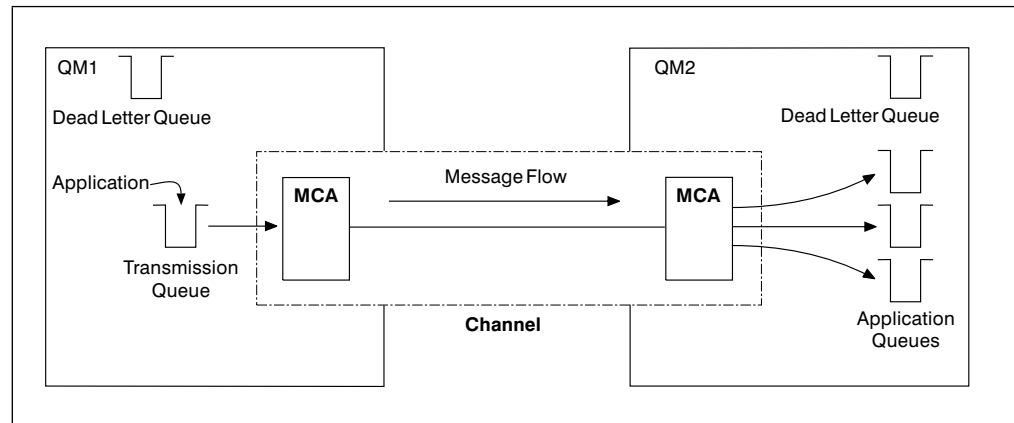 QM1
Dead Letter Queue
Application
Transmission
Queue
MCA
Message Flow
MCA
Channel
QM2
Dead Letter Queue
Application
Queues